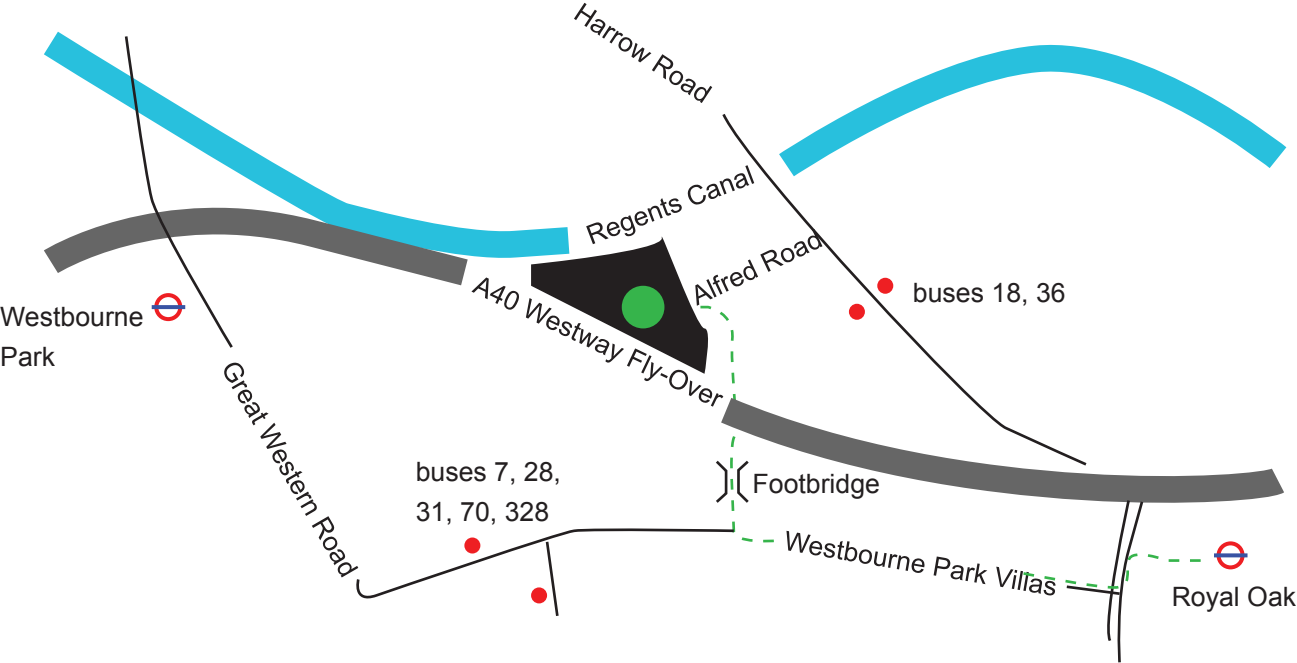 Harrow Road
Regents Canal
Alfred Road
buses 18, 36
A40 Westway Fly-Over
Westbourne
Park
Great Western Road
buses 7, 28,
31, 70, 328
Footbridge
Westbourne Park Villas
Royal Oak